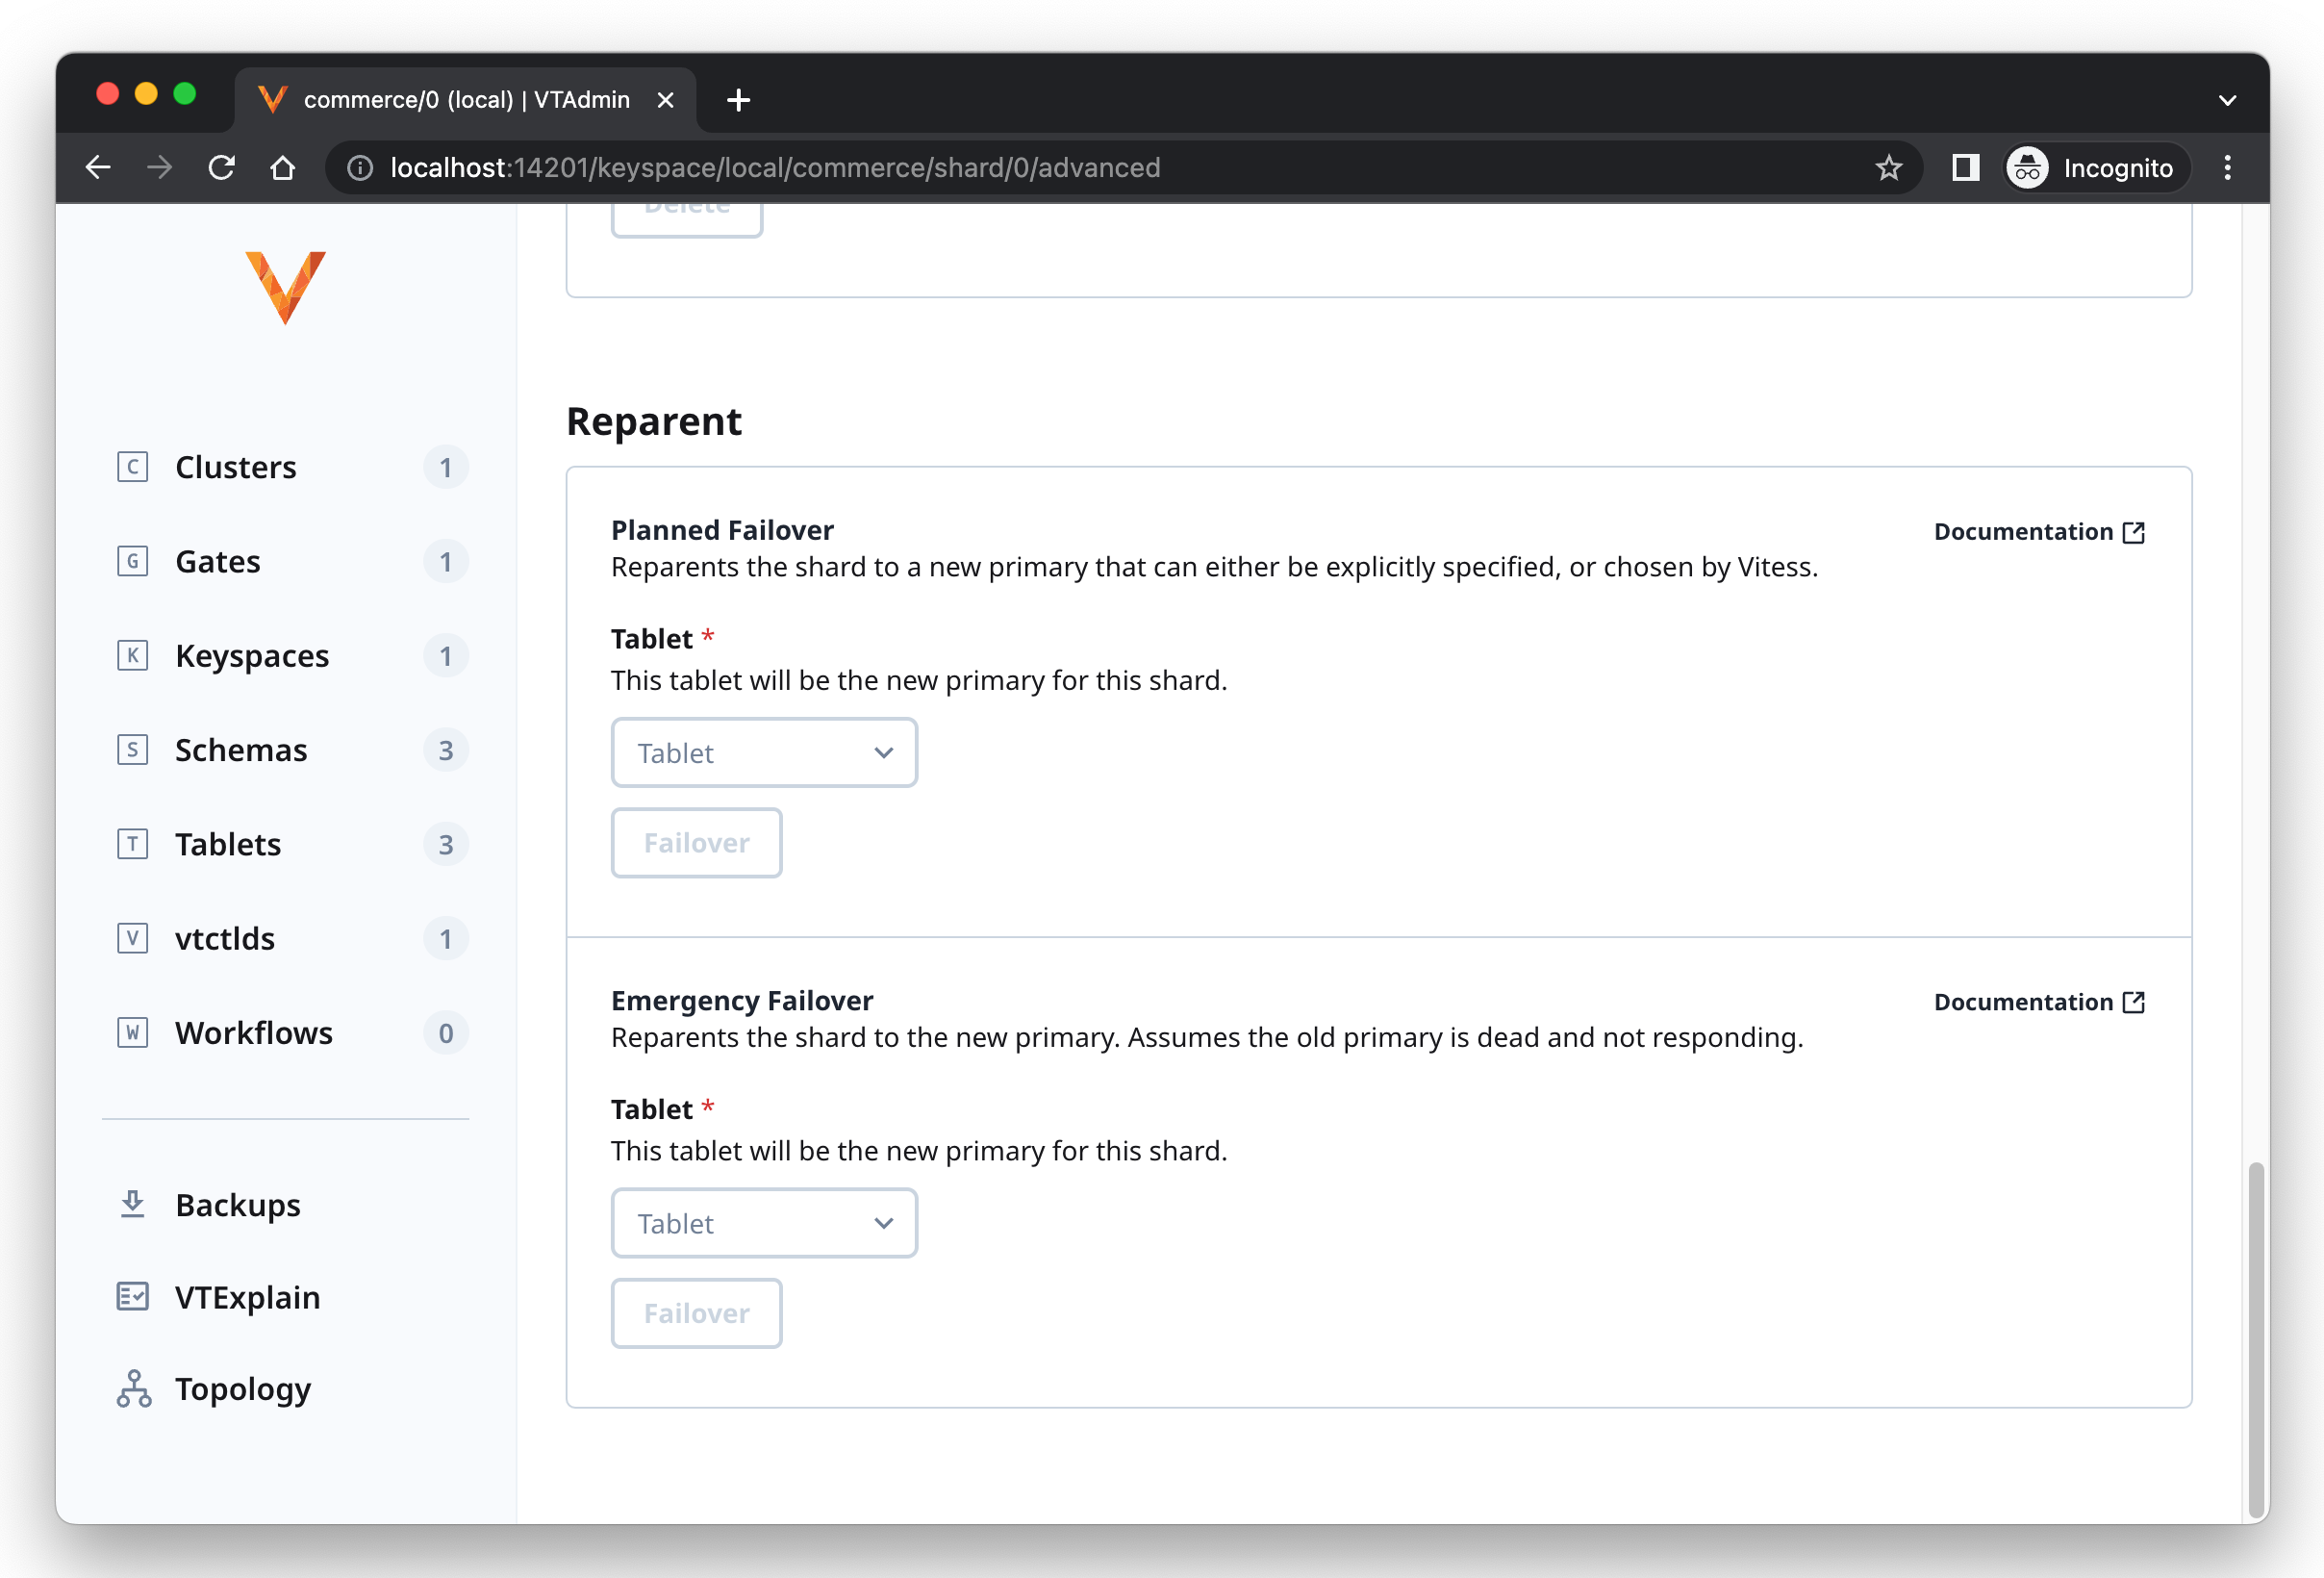 commerce/0 (local) | VTAdmin
localhost:14201/keyspace/local/commerce/shard/0/advanced
Incognito
C Clusters 1
G Gates 1
K Keyspaces 1
S Schemas 3
T Tablets 3
V vtctlds 1
W Workflows 0
Backups
VTExplain
Topology
Delete
Reparent
Planned Failover
Documentation
Reparents the shard to a new primary that can either be explicitly specified, or chosen by Vitess.
Tablet *
This tablet will be the new primary for this shard.
Tablet
Failover
Emergency Failover
Documentation
Reparents the shard to the new primary. Assumes the old primary is dead and not responding.
Tablet *
This tablet will be the new primary for this shard.
Tablet
Failover